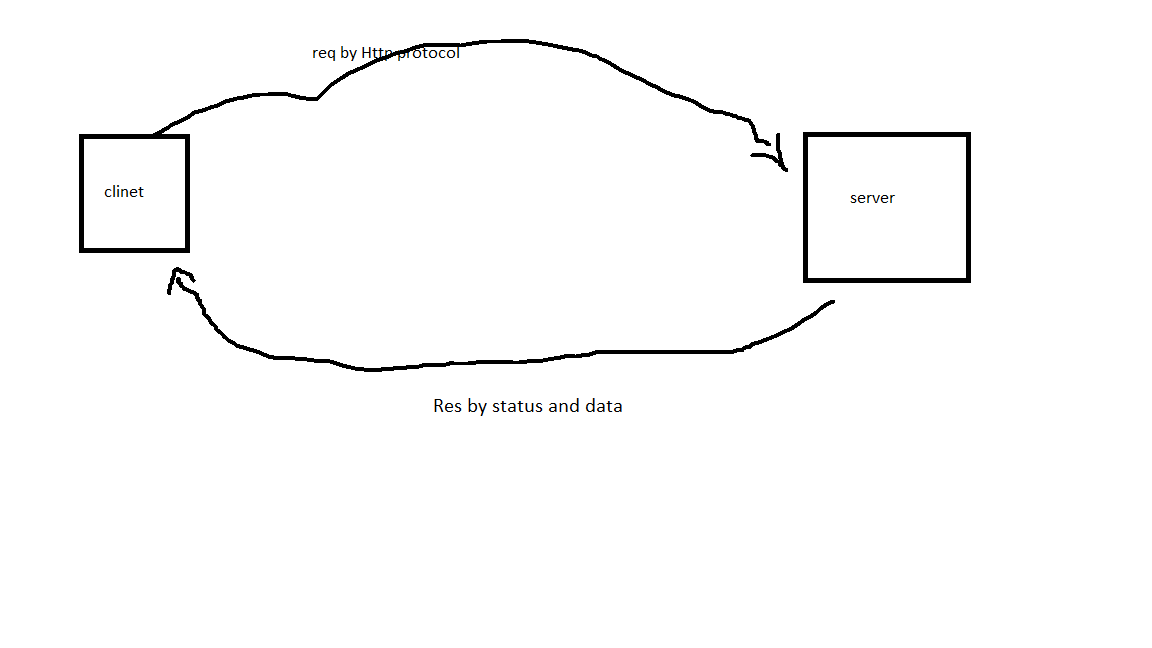 req by Http protocol
clinet
server
Res by status and data